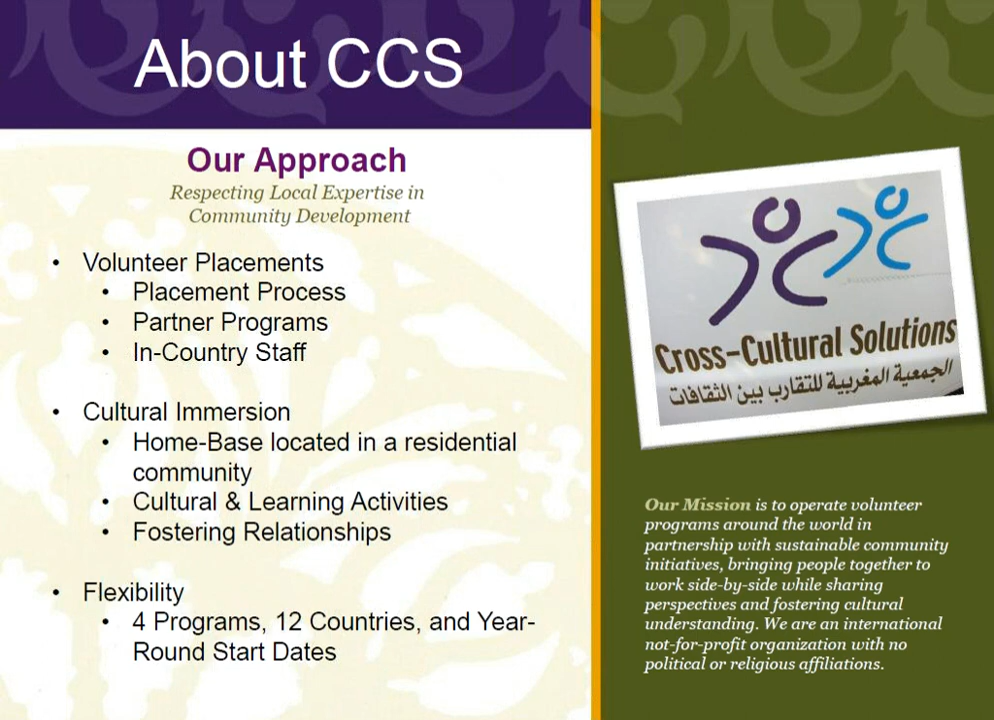 About CCS
Our Approach
Respecting Local Expertise in
Community Development
• Volunteer Placements
• Placement Process
• Partner Programs
• In-Country Staff
• Cultural Immersion
• Home-Base located in a residential
community
• Cultural & Learning Activities
• Fostering Relationships
• Flexibility
• 4 Programs, 12 Countries, and Year-
Round Start Dates
Cross-Cultural Solutions
الجمعية المغربية للتقارب بين الثقافات
Our Mission is to operate volunteer
programs around the world in
partnership with sustainable community
initiatives, bringing people together to
work side-by-side while sharing
perspectives and fostering cultural
understanding. We are an international
not-for-profit organization with no
political or religious affiliations.